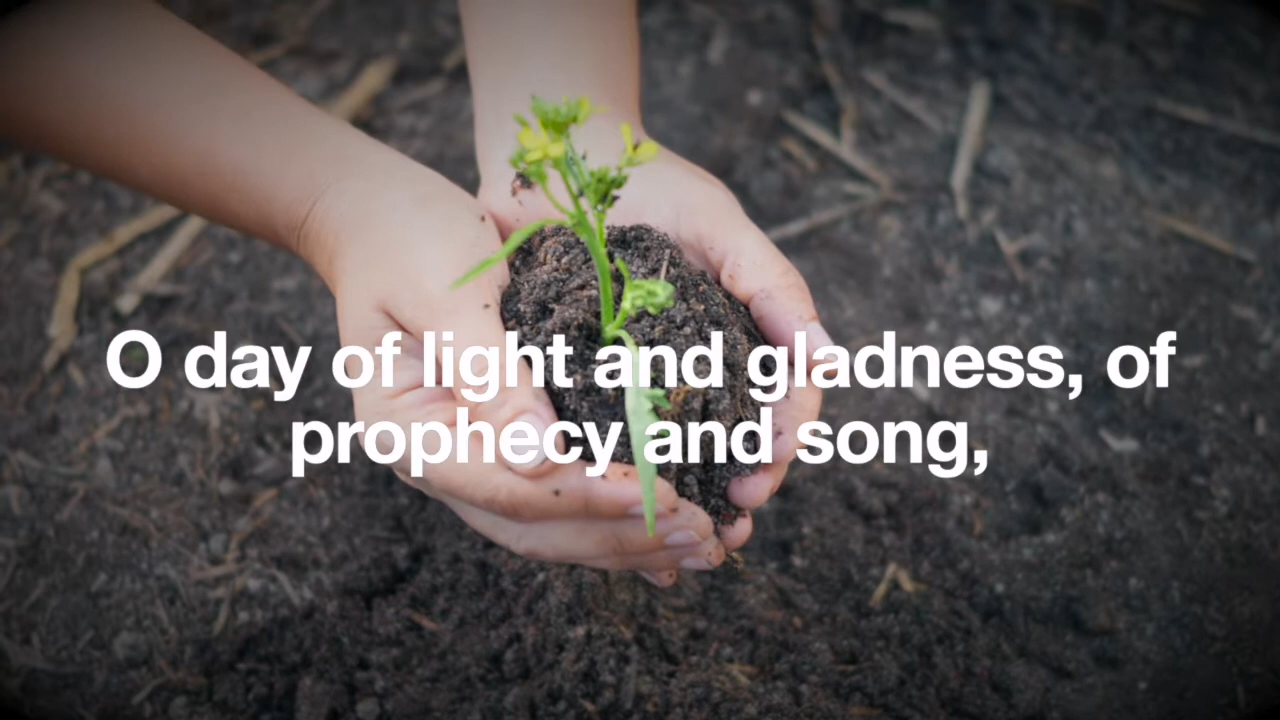 O day of light and gladness, of
prophecy and song,